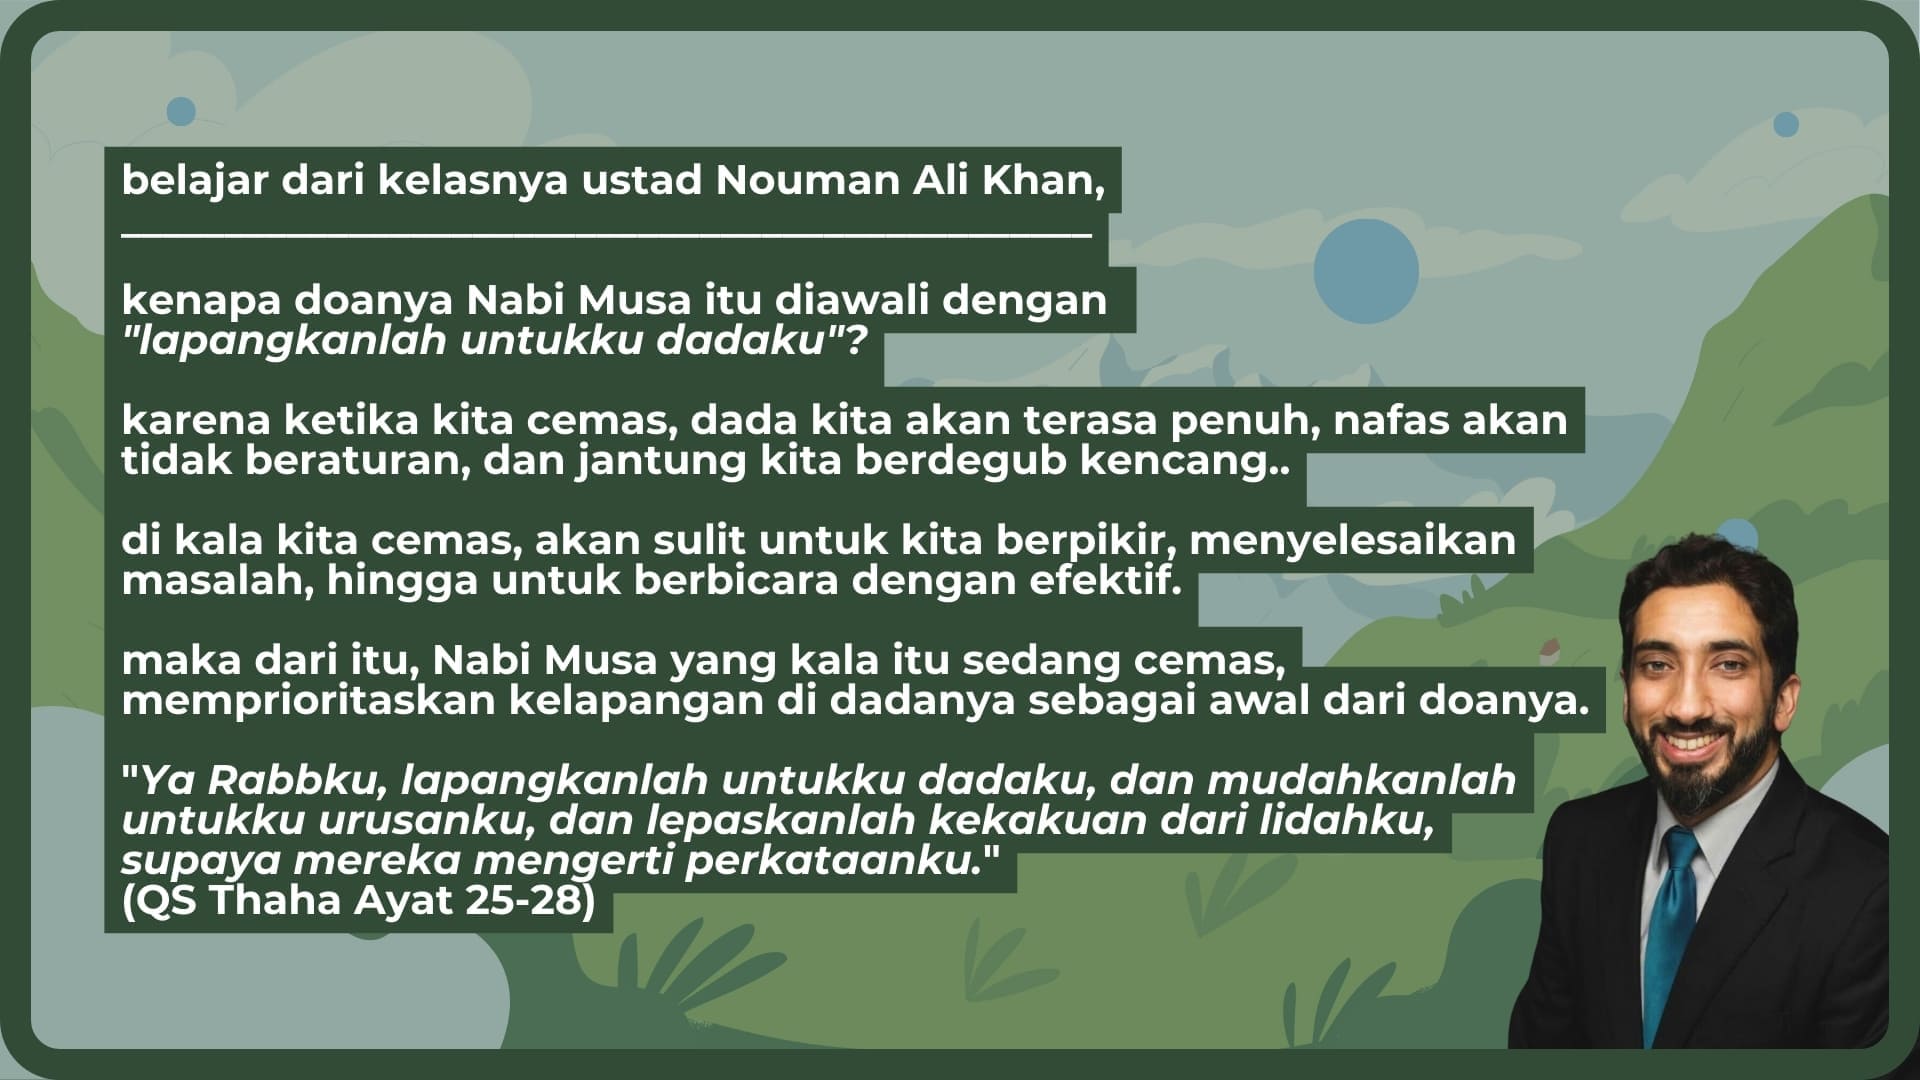 belajar dari kelasnya ustad Nouman Ali Khan,
kenapa doanya Nabi Musa itu diawali dengan
"lapangkanlah untukku dadaku"?
karena ketika kita cemas, dada kita akan terasa penuh, nafas akan
tidak beraturan, dan jantung kita berdegub kencang..
di kala kita cemas, akan sulit untuk kita berpikir, menyelesaikan
masalah, hingga untuk berbicara dengan efektif.
maka dari itu, Nabi Musa yang kala itu sedang cemas,
memprioritaskan kelapangan di dadanya sebagai awal dari doanya.
"Ya Rabbku, lapangkanlah untukku dadaku, dan mudahkanlah
untukku urusanku, dan lepaskanlah kekakuan dari lidahku,
supaya mereka mengerti perkataanku."
(QS Thaha Ayat 25-28)